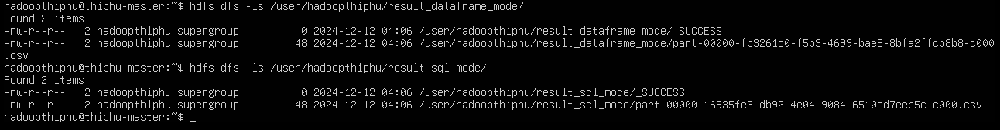 hadoopthiphu@thiphu-master:~$ hdfs dfs -ls /user/hadoopthiphu/result_dataframe_mode/
Found 2 items
-rw-r--r--   2 hadoopthiphu supergroup          0 2024-12-12 04:06 /user/hadoopthiphu/result_dataframe_mode/_SUCCESS
-rw-r--r--   2 hadoopthiphu supergroup         48 2024-12-12 04:06 /user/hadoopthiphu/result_dataframe_mode/part-00000-fb3261c0-f5b3-4699-bae8-8bfa2ffcb8b8-c000
.csv
hadoopthiphu@thiphu-master:~$ hdfs dfs -ls /user/hadoopthiphu/result_sql_mode/
Found 2 items
-rw-r--r--   2 hadoopthiphu supergroup          0 2024-12-12 04:06 /user/hadoopthiphu/result_sql_mode/_SUCCESS
-rw-r--r--   2 hadoopthiphu supergroup         48 2024-12-12 04:06 /user/hadoopthiphu/result_sql_mode/part-00000-16935fe3-db92-4e04-9084-6510cd7eeb5c-c000.csv
hadoopthiphu@thiphu-master:~$ _